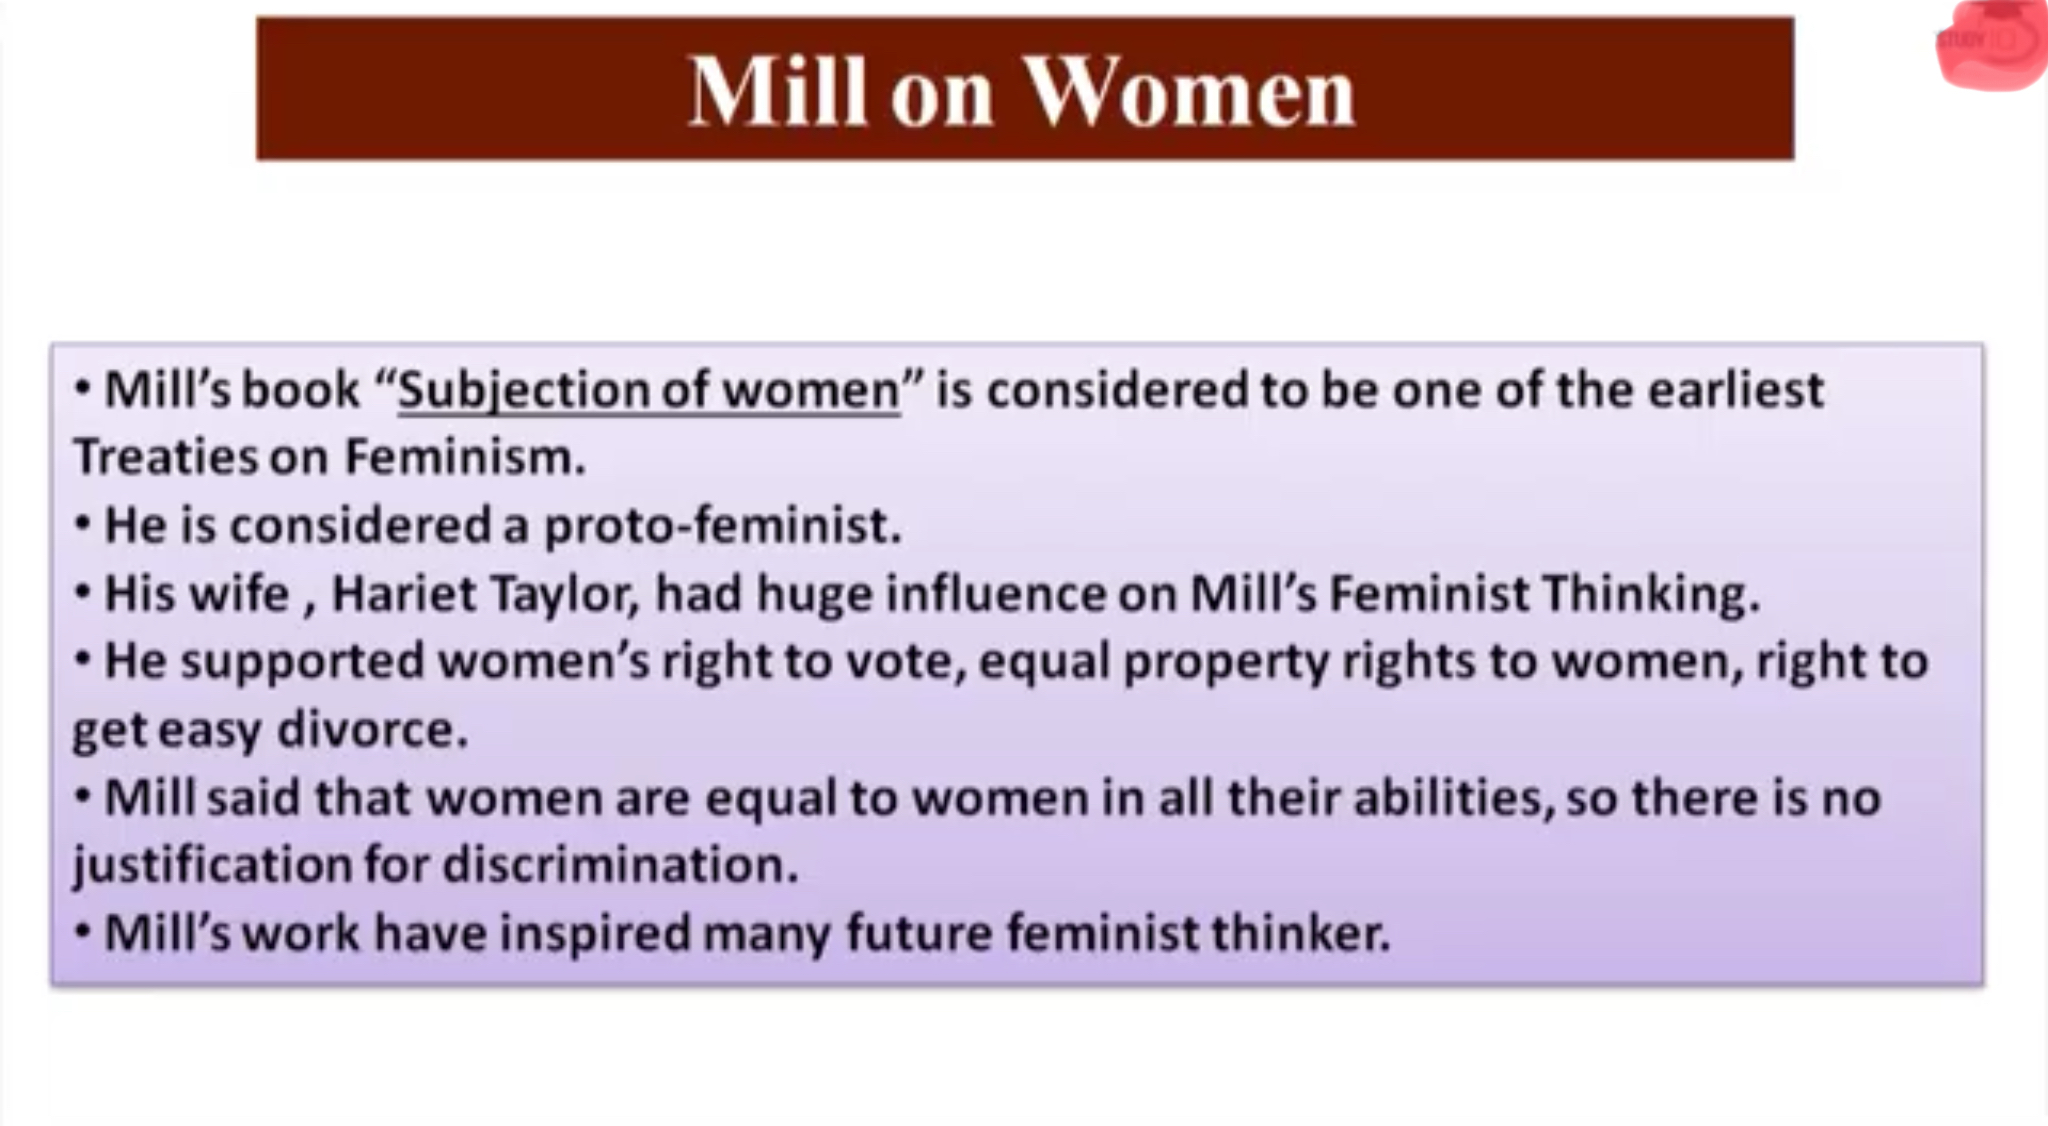 Mill on Women
STUDY
• Mill’s book “Subjection of women” is considered to be one of the earliest
Treaties on Feminism.
• He is considered a proto-feminist.
• His wife , Hariet Taylor, had huge influence on Mill’s Feminist Thinking.
• He supported women’s right to vote, equal property rights to women, right to
get easy divorce.
• Mill said that women are equal to women in all their abilities, so there is no
justification for discrimination.
• Mill’s work have inspired many future feminist thinker.